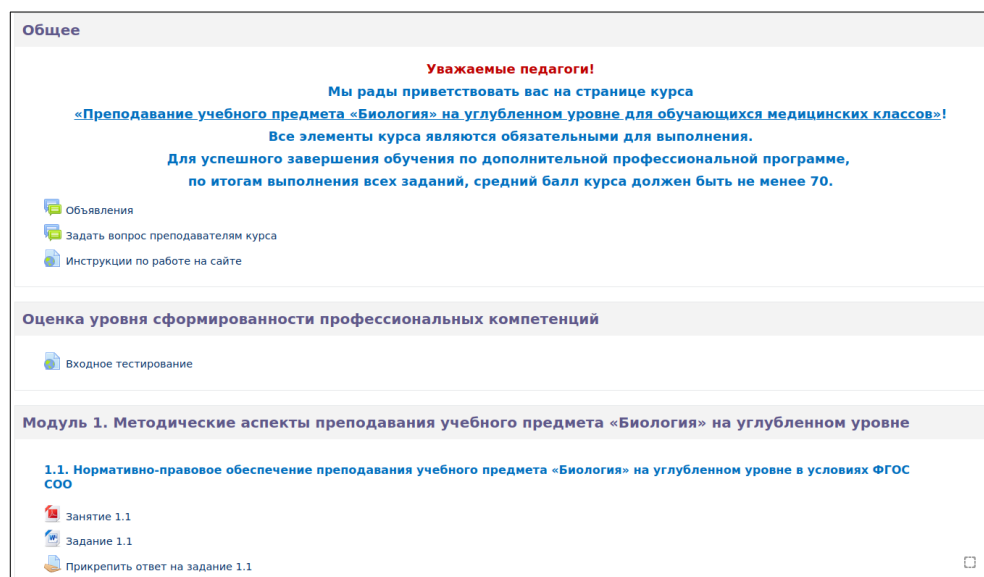 Общее
Уважаемые педагоги!
Мы рады приветствовать вас на странице курса
«Преподавание учебного предмета «Биология» на углубленном уровне для обучающихся медицинских классов»!
Все элементы курса являются обязательными для выполнения.
Для успешного завершения обучения по дополнительной профессиональной программе,
по итогам выполнения всех заданий, средний балл курса должен быть не менее 70.
Объявления
Задать вопрос преподавателям курса
Инструкции по работе на сайте
Оценка уровня сформированности профессиональных компетенций
Входное тестирование
Модуль 1. Методические аспекты преподавания учебного предмета «Биология» на углубленном уровне
1.1. Нормативно-правовое обеспечение преподавания учебного предмета «Биология» на углубленном уровне в условиях ФГОС
СОО
Занятие 1.1
Задание 1.1
Прикрепить ответ на задание 1.1